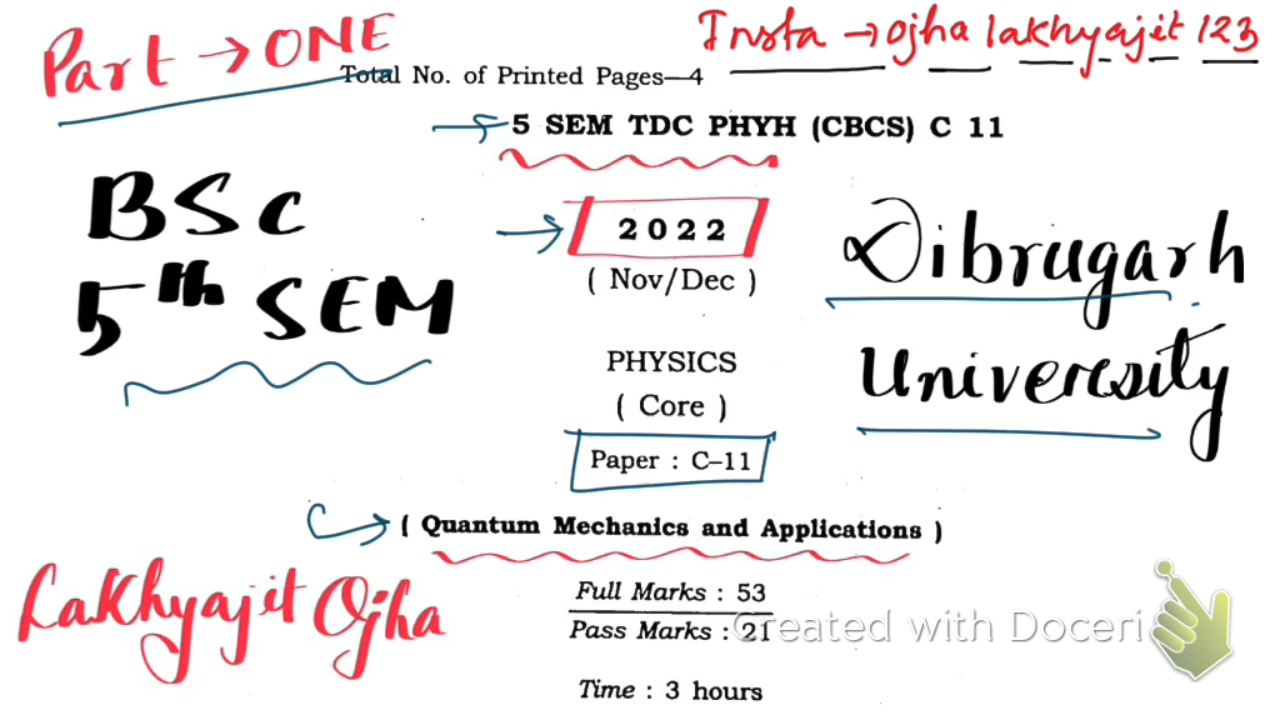 Part → ONE
Insta → ojha lakhyajit 123
Total No. of Printed Pages—4
5 SEM TDC PHYH (CBCS) C 11
BSc
5th SEM
2022
( Nov/Dec )
Dibrugarh
Univeresity
PHYSICS
( Core )
Paper : C–11
( Quantum Mechanics and Applications )
Lakhyajit Ojha
Full Marks : 53
Pass Marks : 21
Created with Doceri
Time : 3 hours